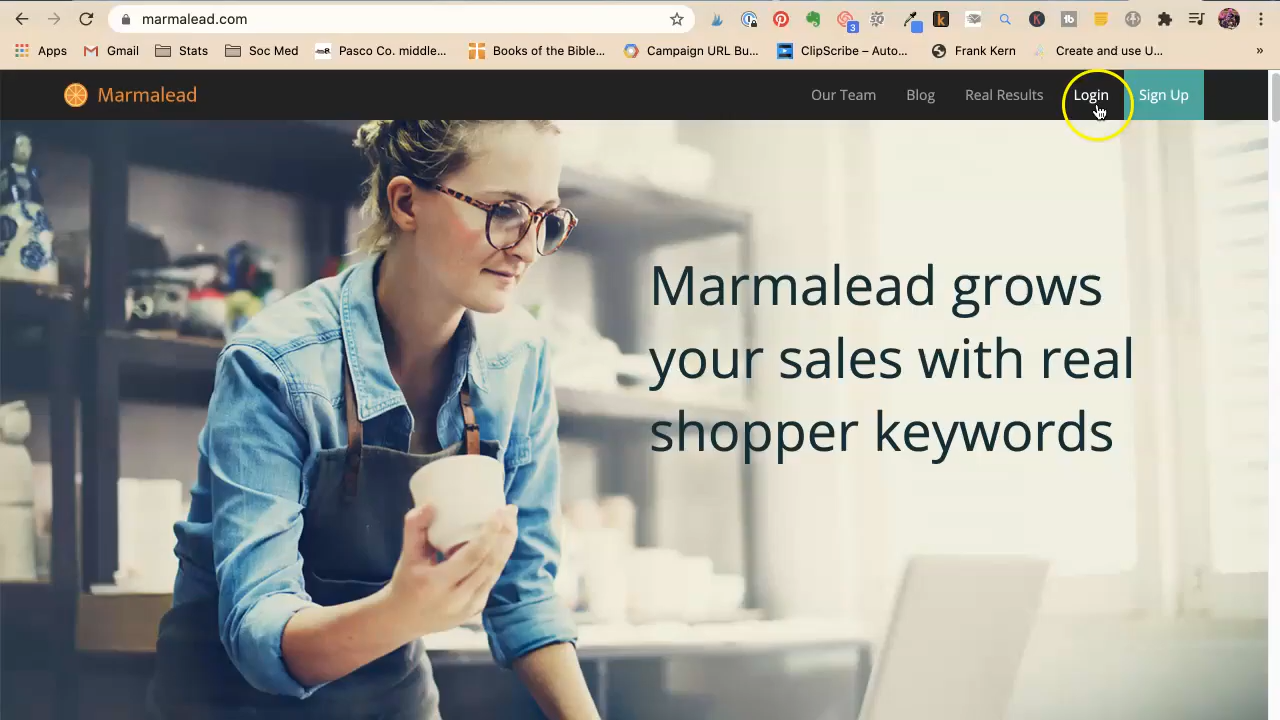 marmalead.com
3
Apps Gmail Stats Soc Med Pasco Co. middle... Books of the Bible... Campaign URL Bu... ClipScribe – Auto... Frank Kern Create and use U... »
Marmalead Our Team Blog Real Results Login Sign Up
Marmalead grows
your sales with real
shopper keywords